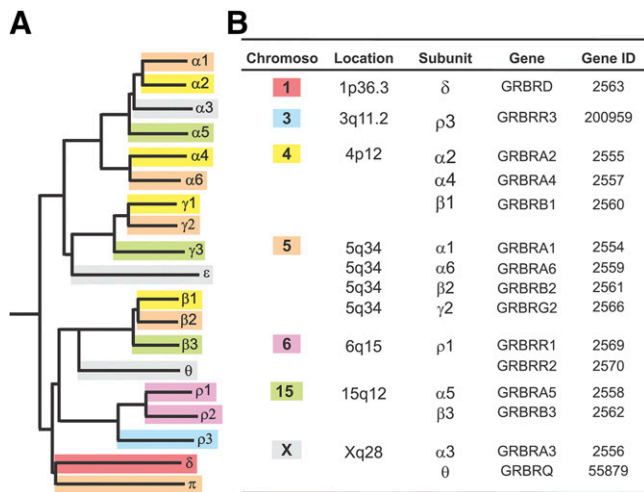 A
α1
α2
α3
α5
α4
α6
γ1
γ2
γ3
ε
β1
β2
β3
θ
ρ1
ρ2
ρ3
δ
π
B
Chromoso Location Subunit Gene Gene ID
1 1p36.3 δ GRBRD 2563
3 3q11.2 ρ3 GRBRR3 200959
4 4p12 α2 GRBRA2 2555
α4 GRBRA4 2557
β1 GRBRB1 2560
5 5q34 α1 GRBRA1 2554
5q34 α6 GRBRA6 2559
5q34 β2 GRBRB2 2561
5q34 γ2 GRBRG2 2566
6 6q15 ρ1 GRBRR1 2569
GRBRR2 2570
15 15q12 α5 GRBRA5 2558
β3 GRBRB3 2562
X Xq28 α3 GRBRA3 2556
θ GRBRQ 55879